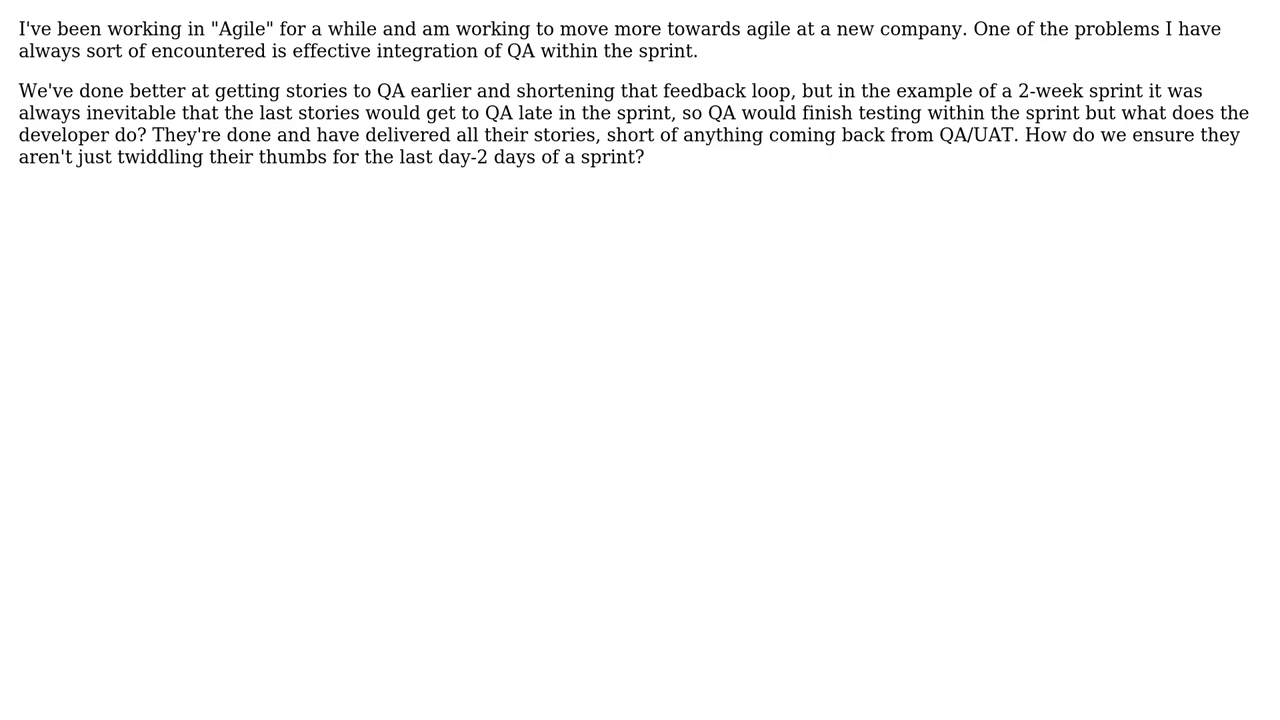 I've been working in "Agile" for a while and am working to move more towards agile at a new company. One of the problems I have
always sort of encountered is effective integration of QA within the sprint.
We've done better at getting stories to QA earlier and shortening that feedback loop, but in the example of a 2-week sprint it was
always inevitable that the last stories would get to QA late in the sprint, so QA would finish testing within the sprint but what does the
developer do? They're done and have delivered all their stories, short of anything coming back from QA/UAT. How do we ensure they
aren't just twiddling their thumbs for the last day-2 days of a sprint?